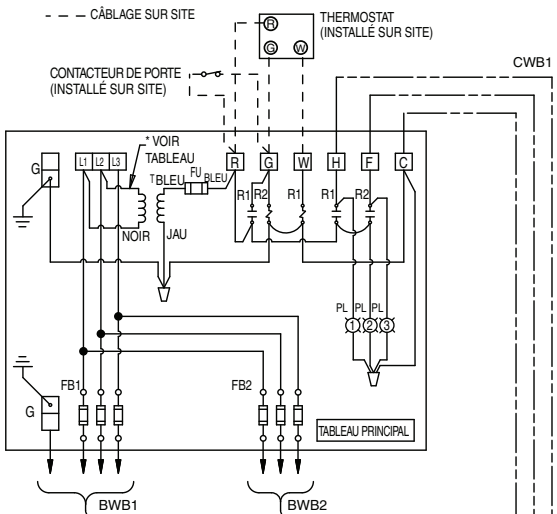 CÂBLAGE SUR SITE
THERMOSTAT
(INSTALLÉ SUR SITE)
R
G
W
CWB1
CONTACTEUR DE PORTE
(INSTALLÉ SUR SITE)
* VOIR
TABLEAU
G
L1
L2
L3
R
G
W
H
F
C
T
BLEU
FU
BLEU
R1
R2
R1
R1
R2
NOIR
JAU
PL
PL
PL
1
2
3
FB1
FB2
G
TABLEAU PRINCIPAL
BWB1
BWB2